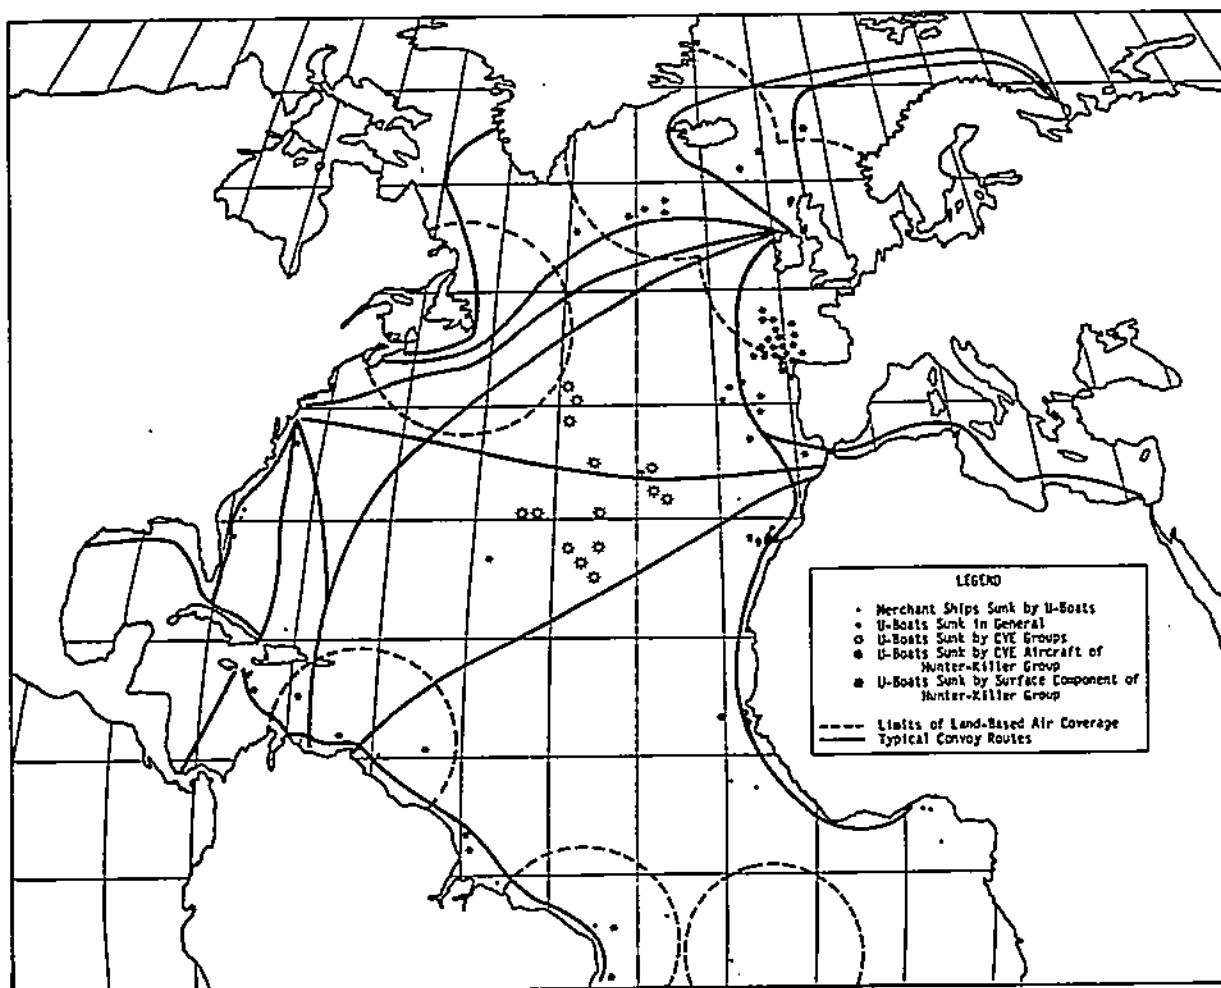 LEGEND
Merchant Ships Sunk by U-Boats
U-Boats Sunk in General
U-Boats Sunk by CVE Groups
U-Boats Sunk by CVE Aircraft of
Hunter-Killer Group
U-Boats Sunk by Surface Component of
Hunter-Killer Group
Limits of Land-Based Air Coverage
Typical Convoy Routes